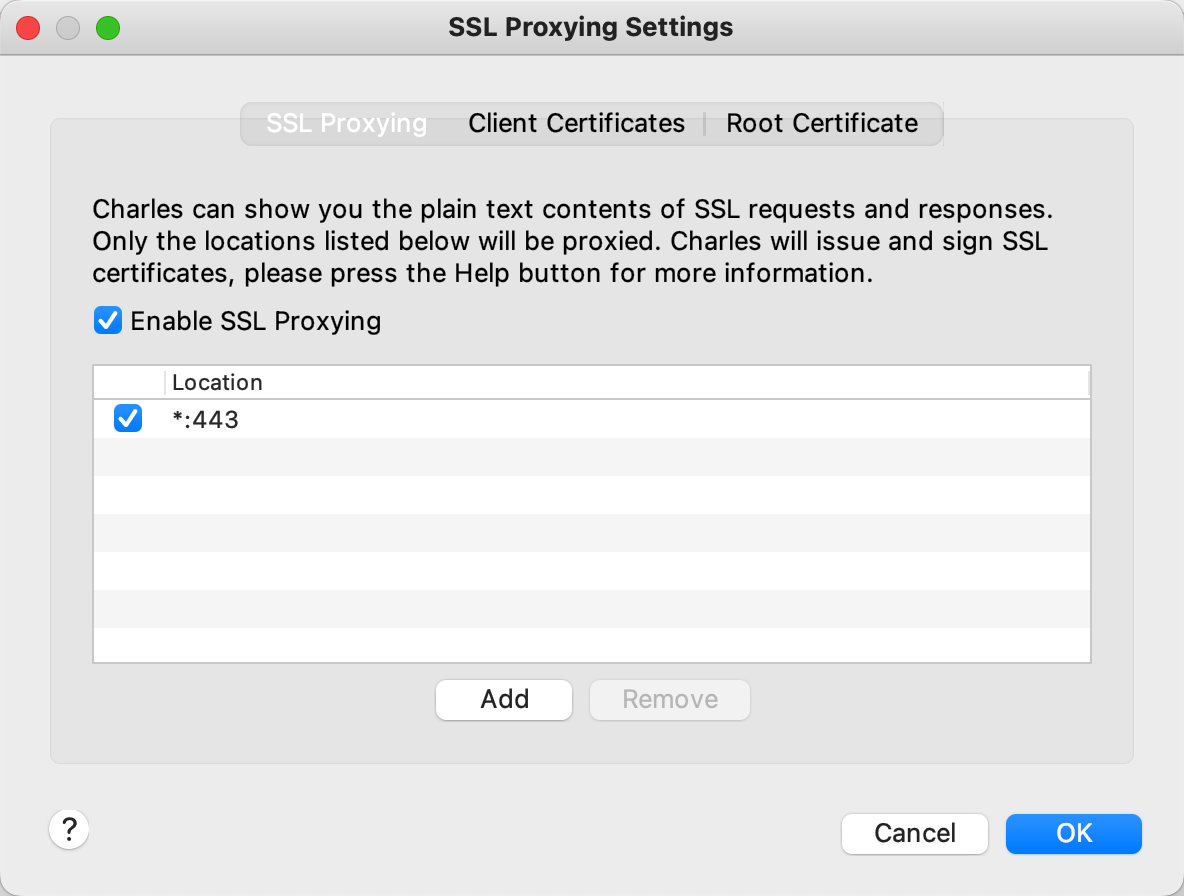 SSL Proxying Settings
SSL Proxying Client Certificates Root Certificate
Charles can show you the plain text contents of SSL requests and responses.
Only the locations listed below will be proxied. Charles will issue and sign SSL
certificates, please press the Help button for more information.
Enable SSL Proxying
Location
*:443
Add Remove
? Cancel OK